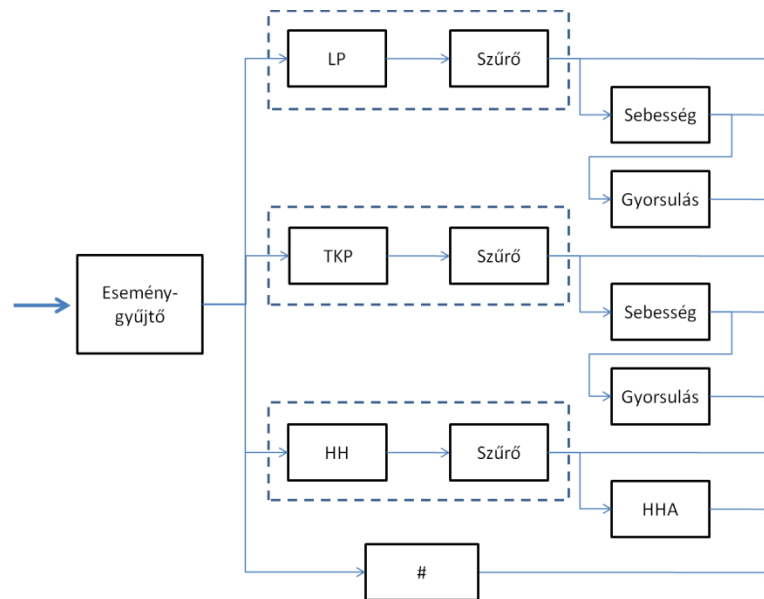 LP
Szűrő
Sebesség
Gyorsulás
TKP
Szűrő
Esemény-
gyűjtő
Sebesség
Gyorsulás
HH
Szűrő
HHA
#